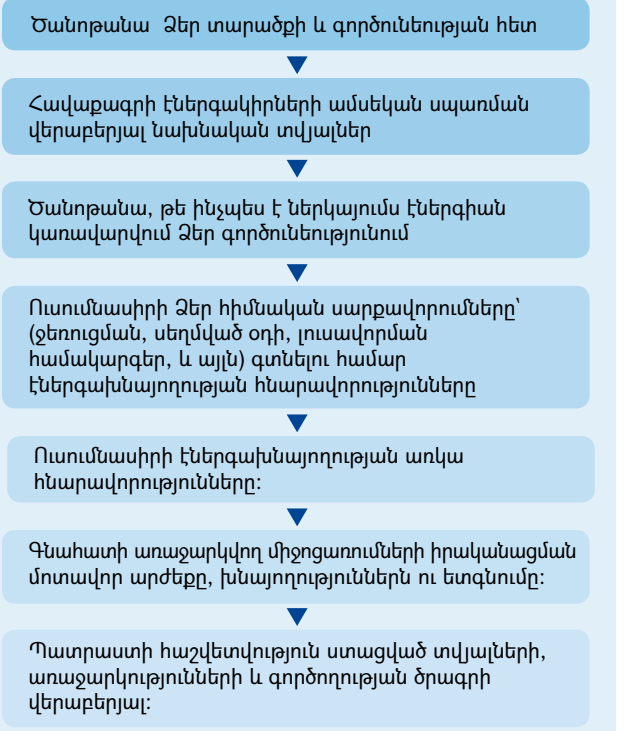 Ծանոթանա Ձեր տարածքի և գործունեության հետ
Հավաքագրի էներգակիրների ամսեկան սպառման
վերաբերյալ նախնական տվյալներ
Ծանոթանա, թե ինչպես է ներկայումս էներգիան
կառավարվում Ձեր գործունեությունում
Ուսումնասիրի Ձեր հիմնական սարքավորումները՝
(ջեռուցման, սեղմված օդի, լուսավորման
համակարգեր, և այլն) գտնելու համար
էներգախնայողության հնարավորությունները
Ուսումնասիրի էներգախնայողության առկա
հնարավորությունները:
Գնահատի առաջարկվող միջոցառումների իրականացման
մոտավոր արժեքը, խնայողություններն ու ետգնումը:
Պատրաստի հաշվետվություն ստացված տվյալների,
առաջարկությունների և գործողության ծրագրի
վերաբերյալ: